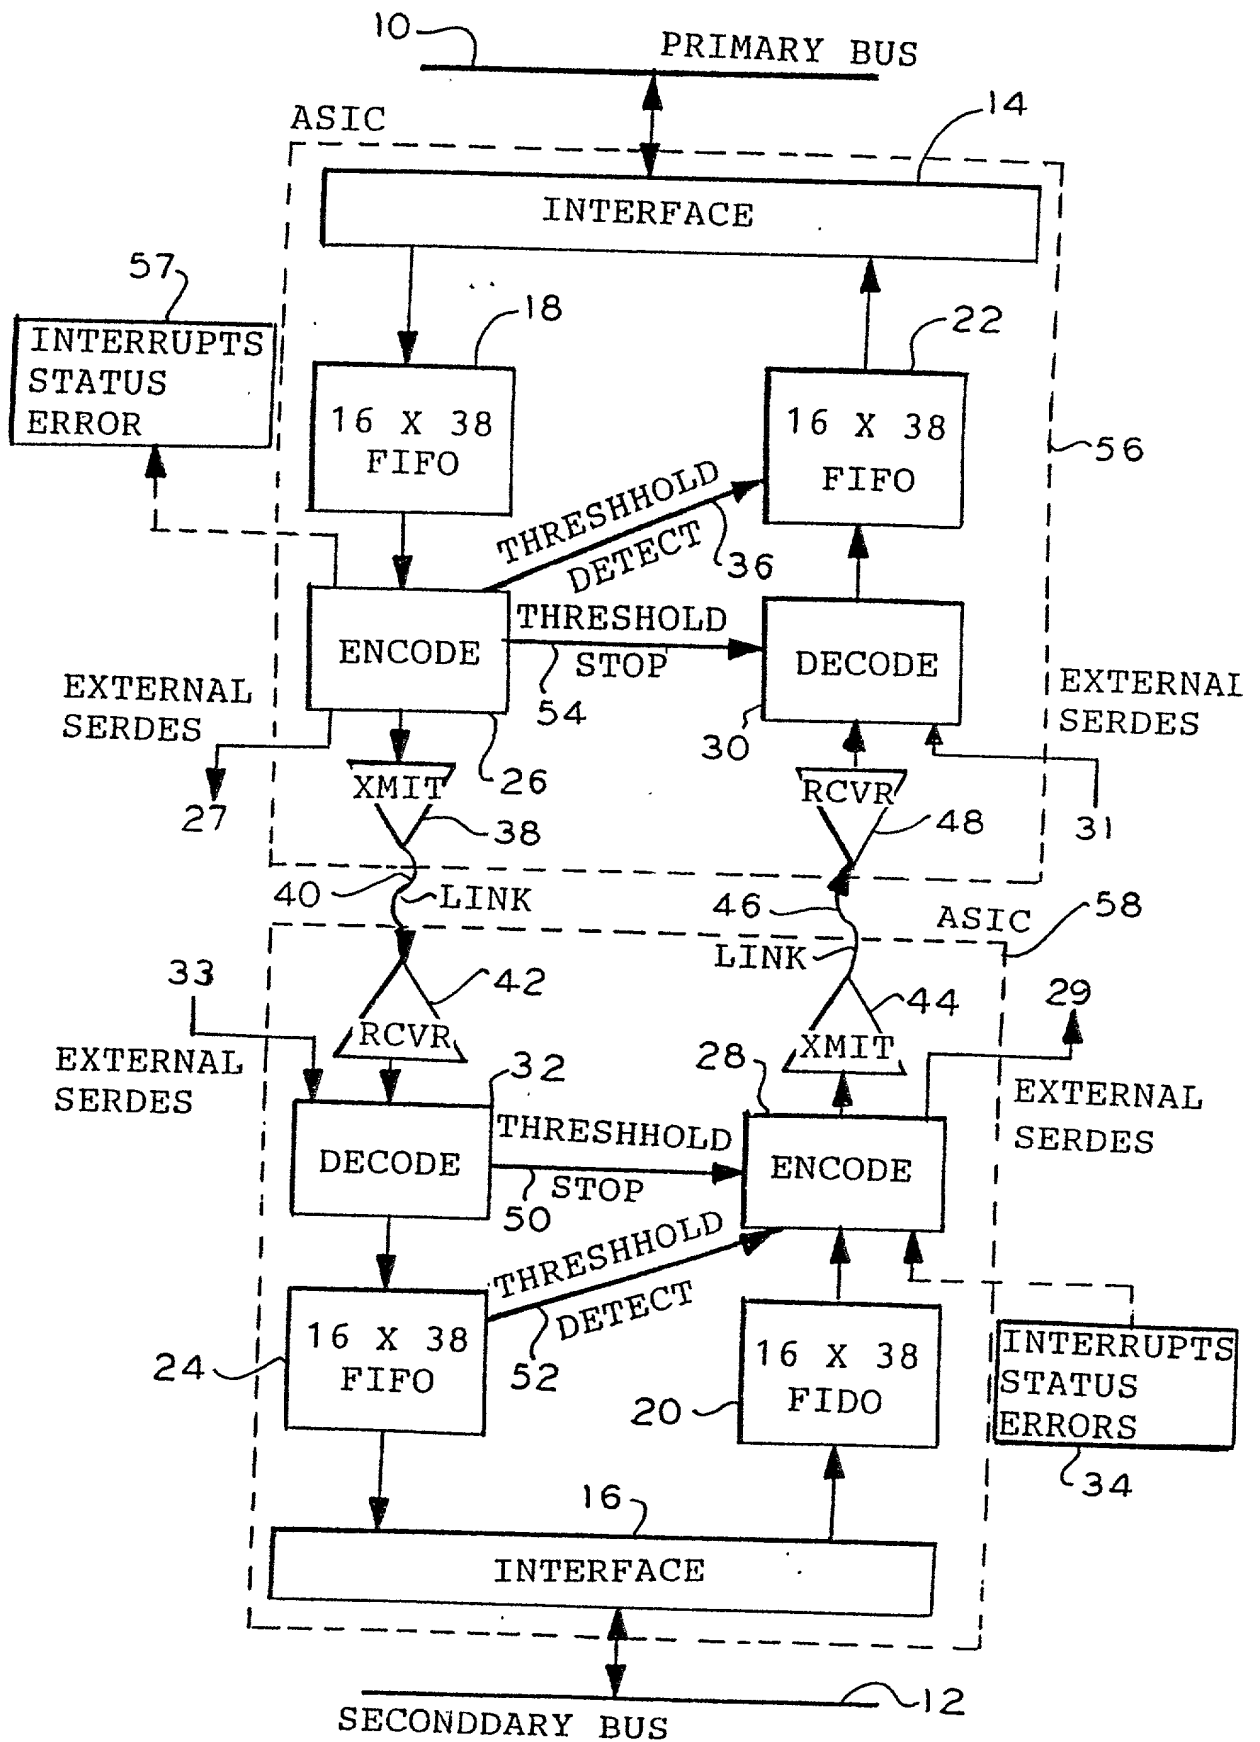 10
PRIMARY BUS
ASIC
14
INTERFACE
57
INTERRUPTS
STATUS
ERROR
18
22
16 X 38
FIFO
16 X 38
FIFO
56
THRESHHOLD
DETECT
36
ENCODE
THRESHOLD
STOP
54
DECODE
30
EXTERNAL
SERDES
EXTERNAL
SERDES
27
26
XMIT
38
RCVR
48
31
40
LINK
46
ASIC
58
LINK
33
42
44
29
RCVR
XMIT
EXTERNAL
SERDES
32
28
EXTERNAL
SERDES
DECODE
THRESHHOLD
STOP
50
ENCODE
THRESHHOLD
DETECT
52
24
16 X 38
FIFO
20
16 X 38
FIDO
INTERRUPTS
STATUS
ERRORS
34
16
INTERFACE
12
SECONDDARY BUS